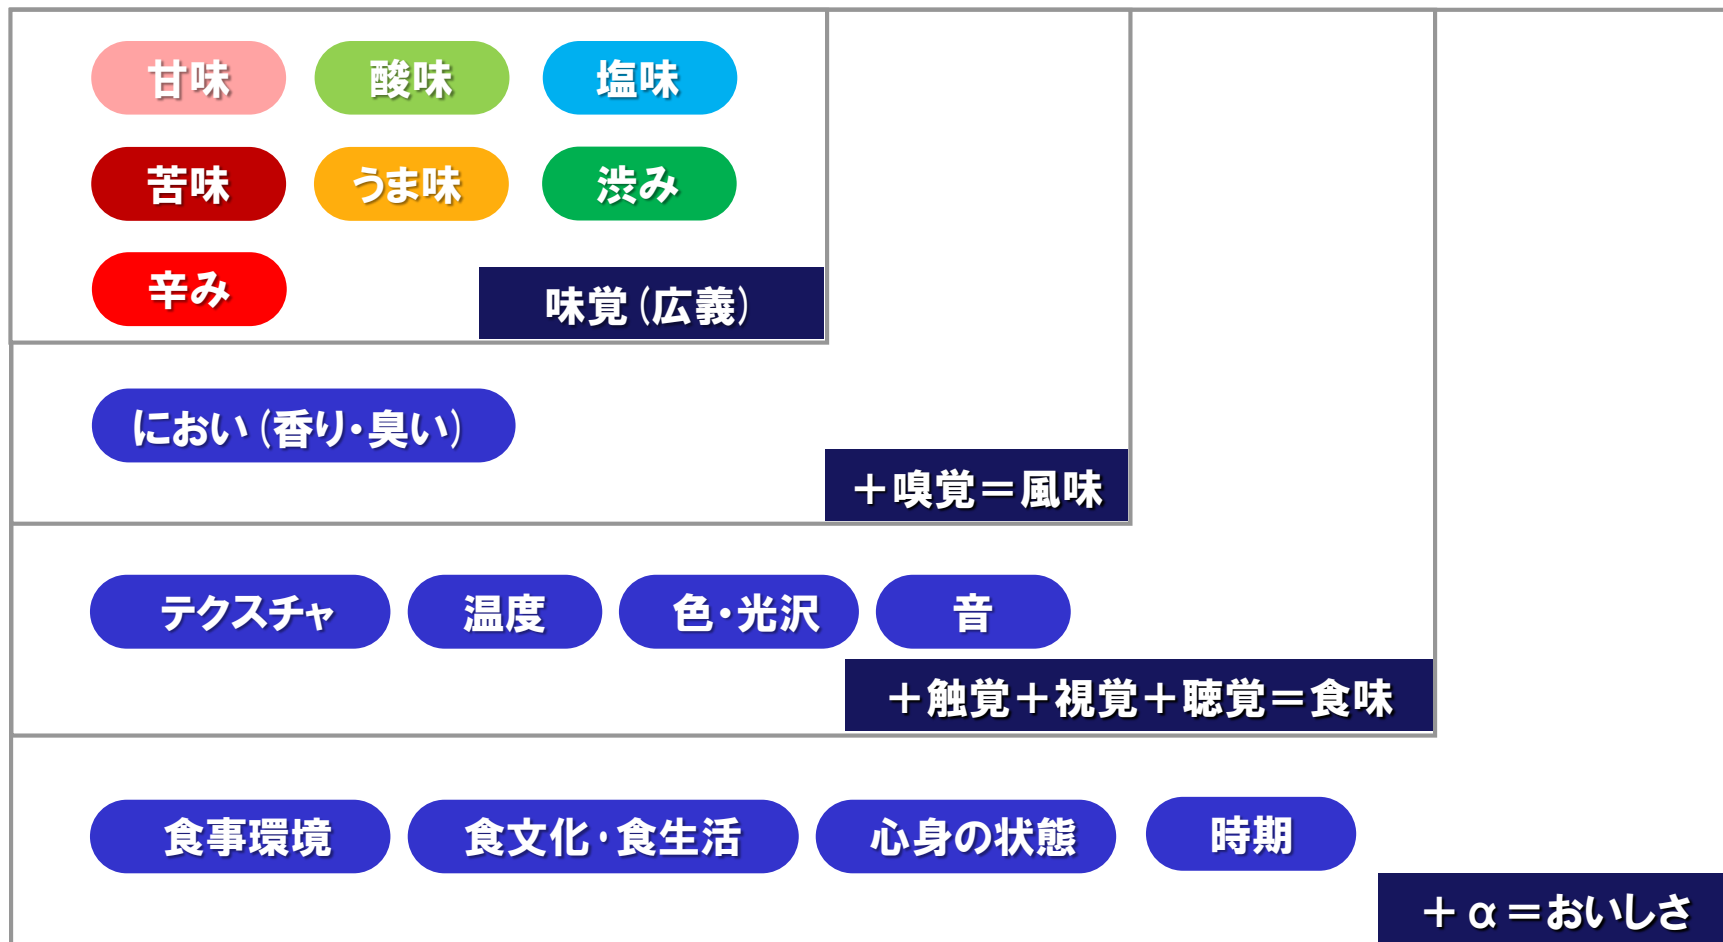 甘味 酸味 塩味
苦味 うま味 渋み
辛み
味覚(広義)
におい(香り・臭い)
＋嗅覚＝風味
テクスチャ 温度 色・光沢 音
＋触覚＋視覚＋聴覚＝食味
食事環境 食文化・食生活 心身の状態 時期
＋α＝おいしさ